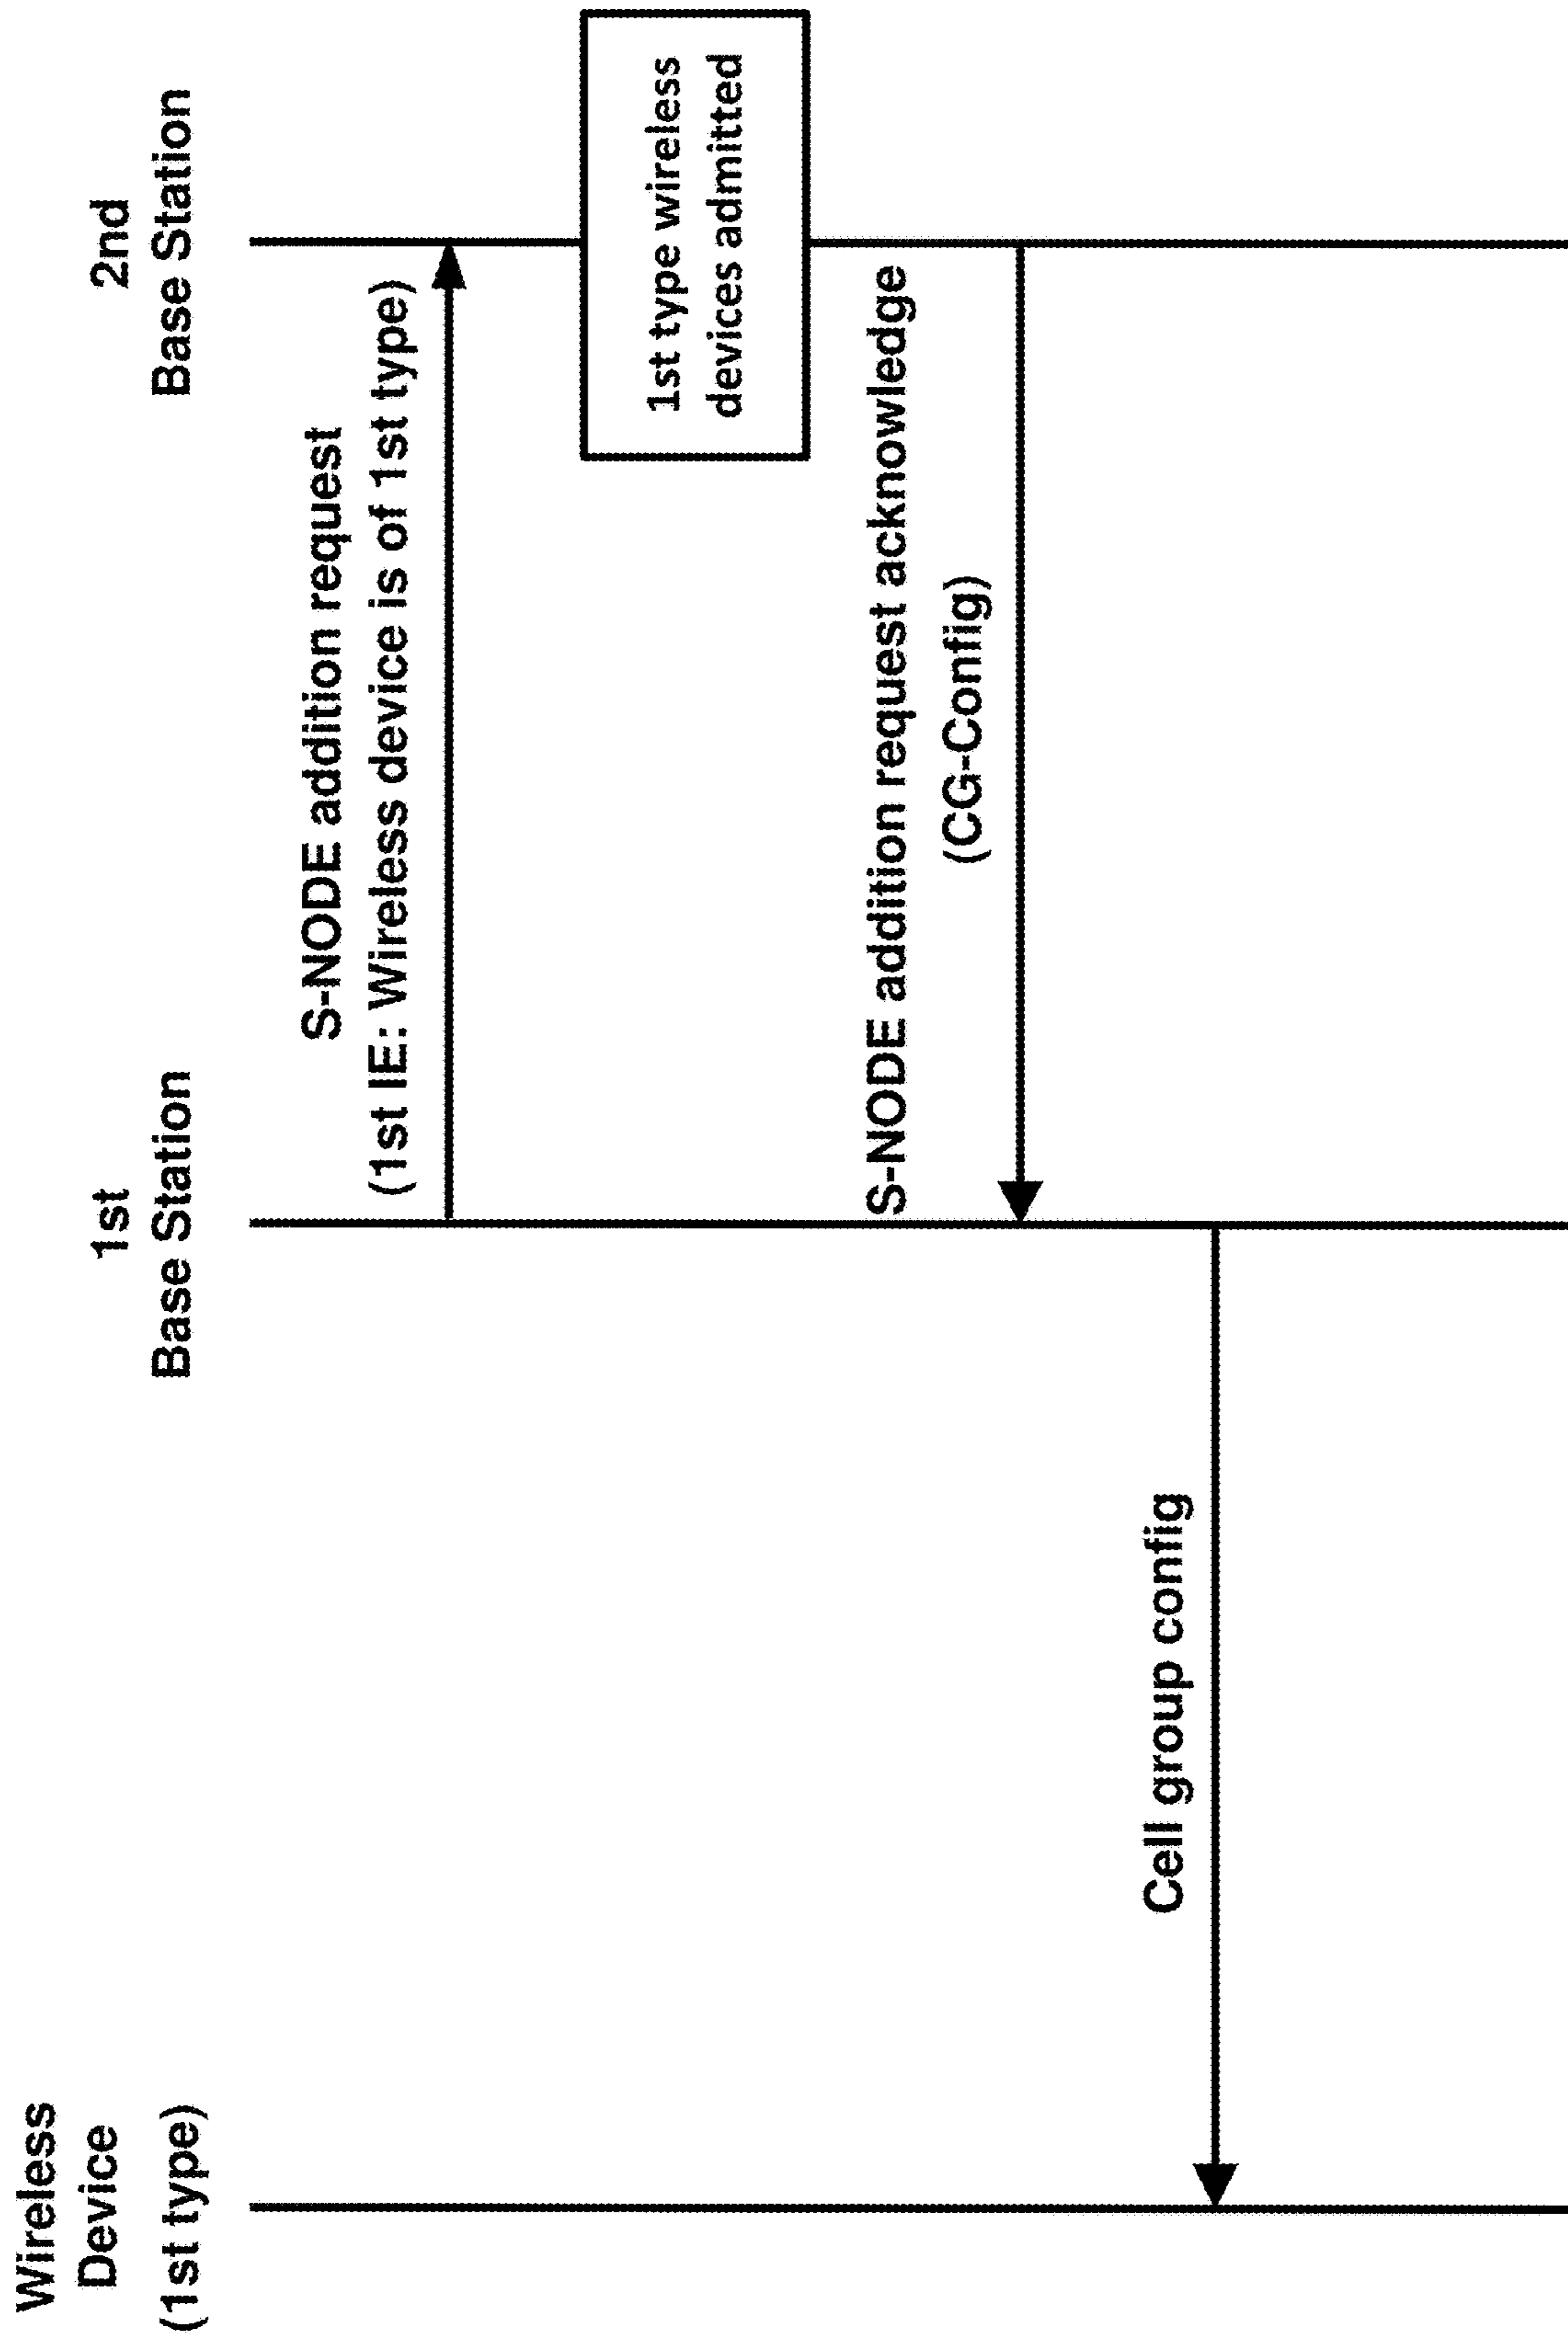 Wireless
Device
(1st type)
1st
Base Station
2nd
Base Station
S-NODE addition request
(1st IE: Wireless device is of 1st type)
1st type wireless
devices admitted
S-NODE addition request acknowledge
(CG-Config)
Cell group config